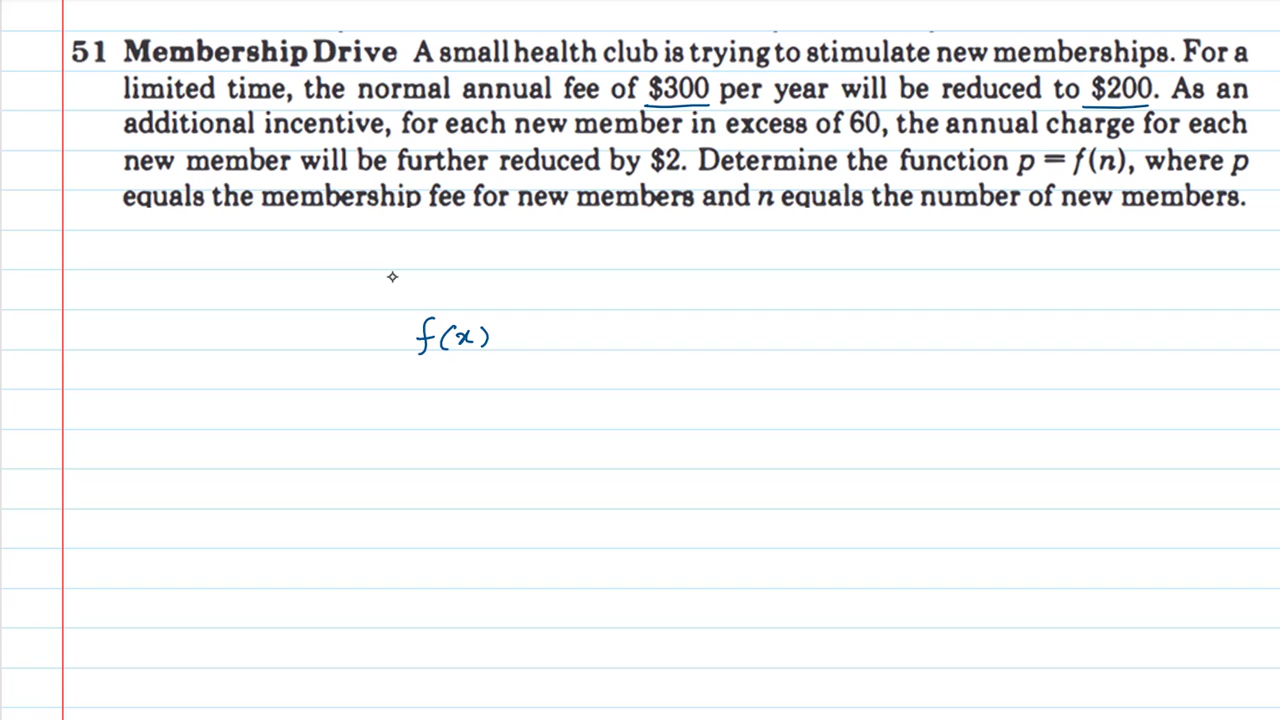 51 Membership Drive A small health club is trying to stimulate new memberships. For a
limited time, the normal annual fee of $300 per year will be reduced to $200. As an
additional incentive, for each new member in excess of 60, the annual charge for each
new member will be further reduced by $2. Determine the function p = f(n), where p
equals the membership fee for new members and n equals the number of new members.
f(x)